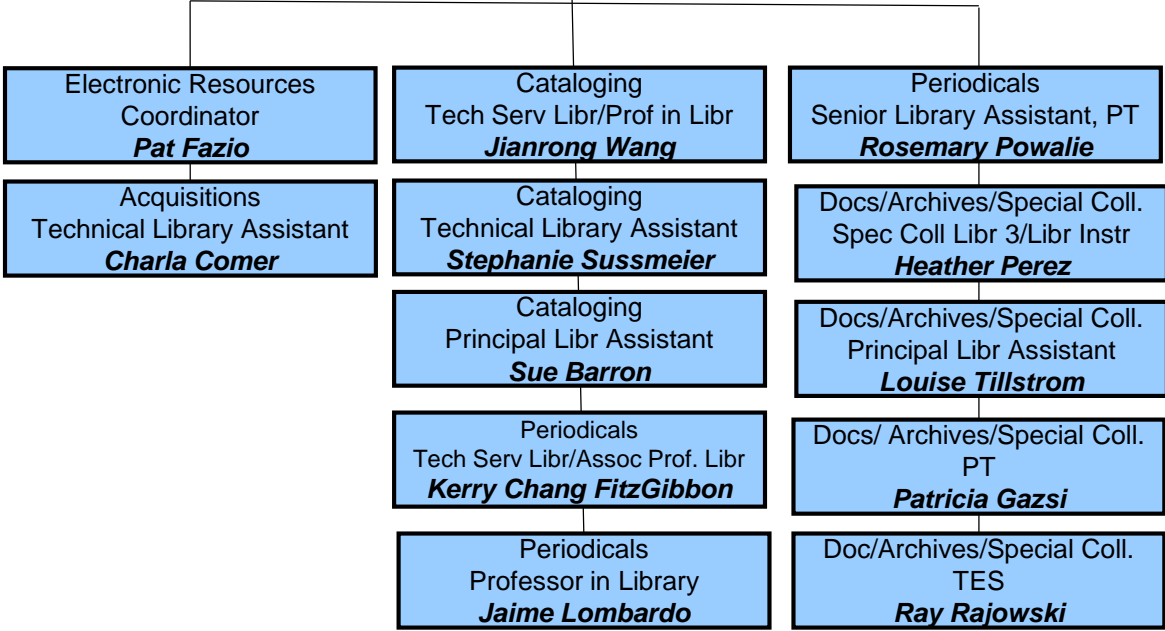 Electronic Resources
Coordinator
Pat Fazio
Acquisitions
Technical Library Assistant
Charla Comer
Cataloging
Tech Serv Libr/Prof in Libr
Jianrong Wang
Cataloging
Technical Library Assistant
Stephanie Sussmeier
Cataloging
Principal Libr Assistant
Sue Barron
Periodicals
Tech Serv Libr/Assoc Prof. Libr
Kerry Chang FitzGibbon
Periodicals
Professor in Library
Jaime Lombardo
Periodicals
Senior Library Assistant, PT
Rosemary Powalie
Docs/Archives/Special Coll.
Spec Coll Libr 3/Libr Instr
Heather Perez
Docs/Archives/Special Coll.
Principal Libr Assistant
Louise Tillstrom
Docs/ Archives/Special Coll.
PT
Patricia Gazsi
Doc/Archives/Special Coll.
TES
Ray Rajowski